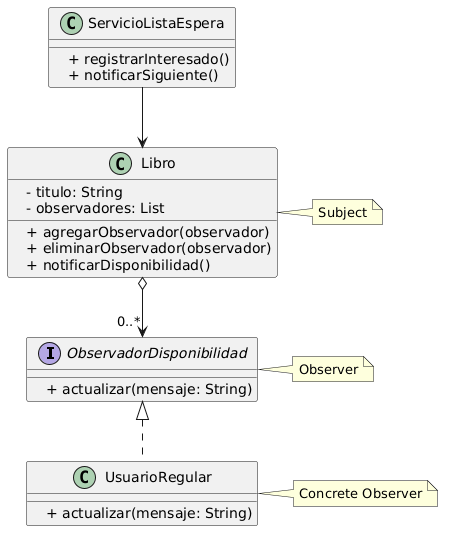 C ServicioListaEspera
+ registrarInteresado()
+ notificarSiguiente()
C Libro
- titulo: String
- observadores: List
+ agregarObservador(observador)
+ eliminarObservador(observador)
+ notificarDisponibilidad()
Subject
0..*
I ObservadorDisponibilidad
+ actualizar(mensaje: String)
Observer
C UsuarioRegular
+ actualizar(mensaje: String)
Concrete Observer